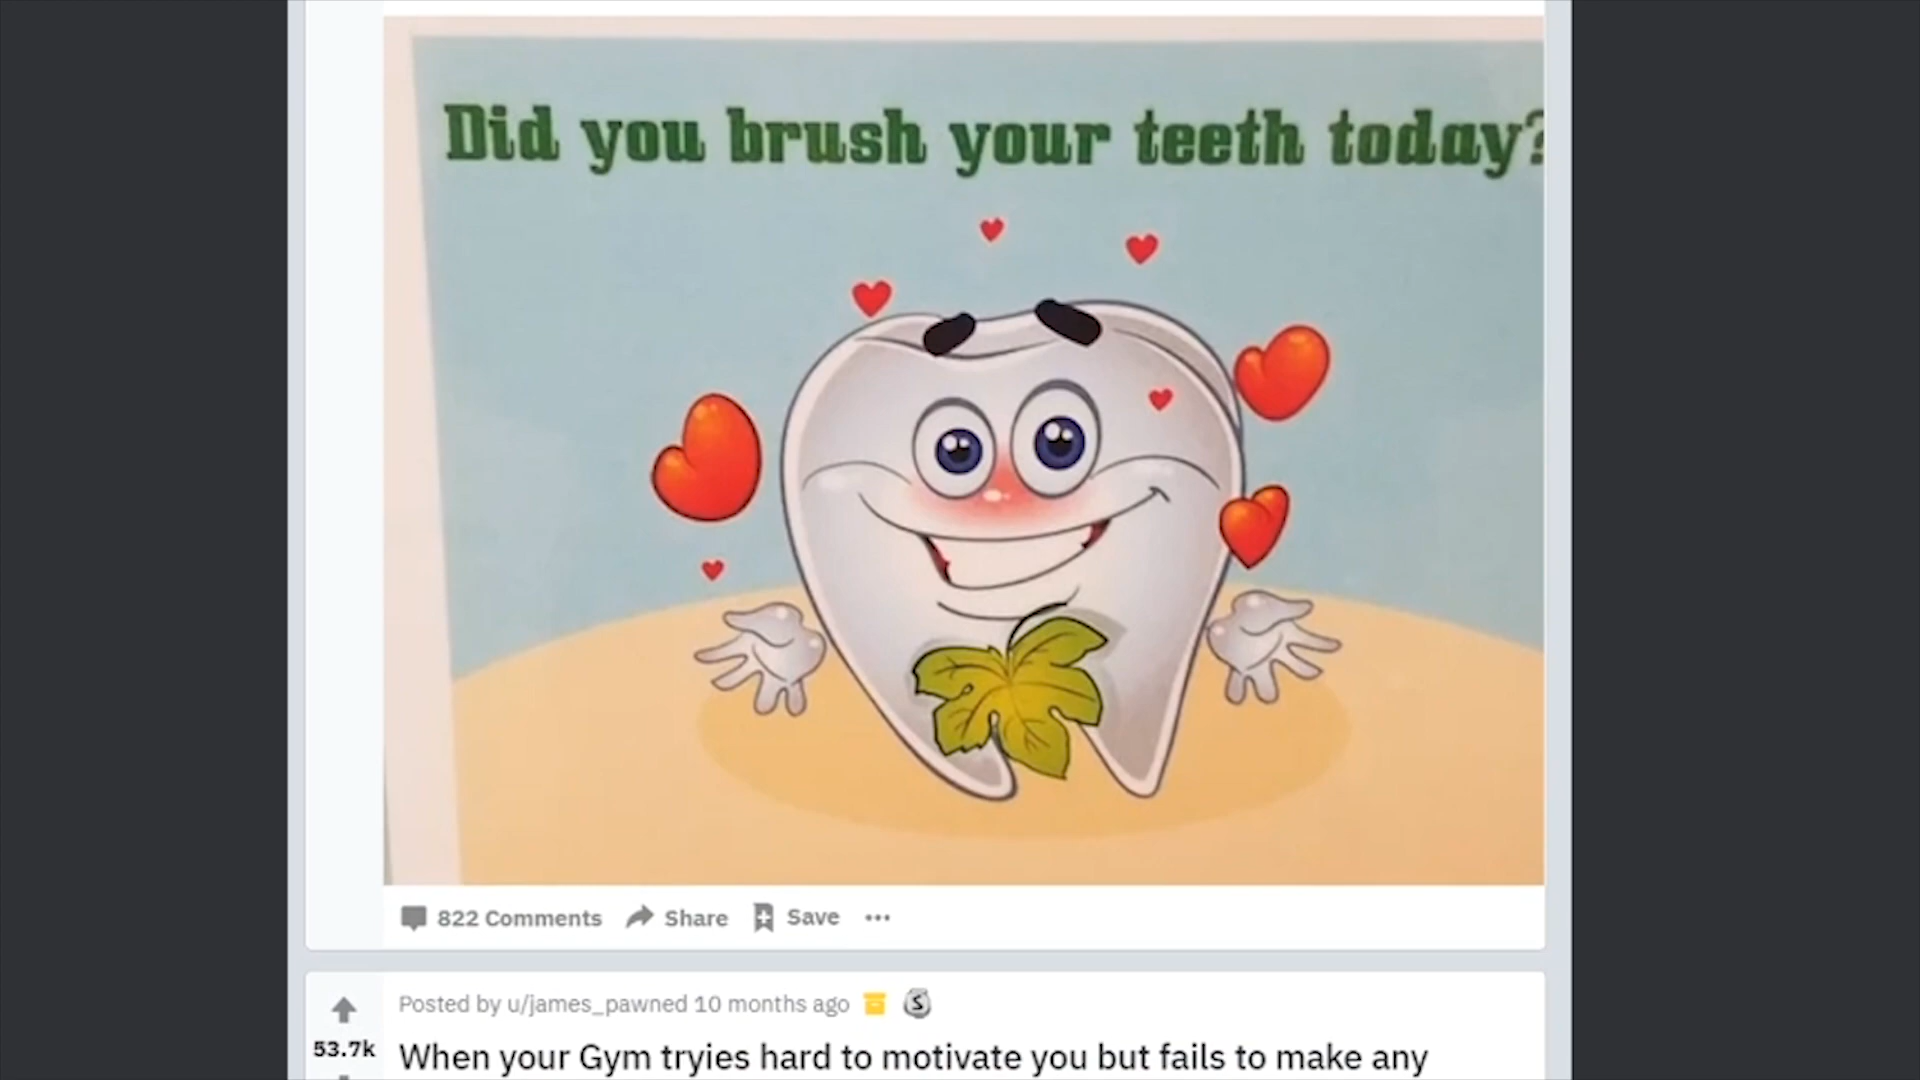 Did you brush your teeth today?
822 Comments Share Save
Posted by u/james_pawned 10 months ago
53.7k
When your Gym tryies hard to motivate you but fails to make any